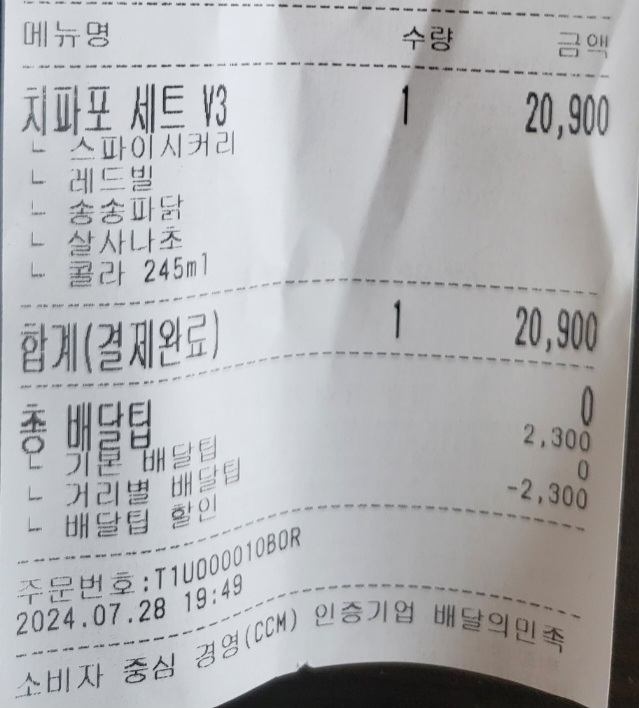 메뉴명 수량 금액
치파포 세트 V3 1 20,900
ㄴ 스파이시커리
ㄴ 레드빌
ㄴ 송송파닭
ㄴ 살사나초
ㄴ 콜라 245ml
합계(결제완료) 1 20,900
총 배달팁 0
ㄴ 기본 배달팁 2,300
ㄴ 거리별 배달팁 0
ㄴ 배달팁 할인 -2,300
주문번호:T1U000010BOR
2024.07.28 19:49
소비자 중심 경영(CCM) 인증기업 배달의민족